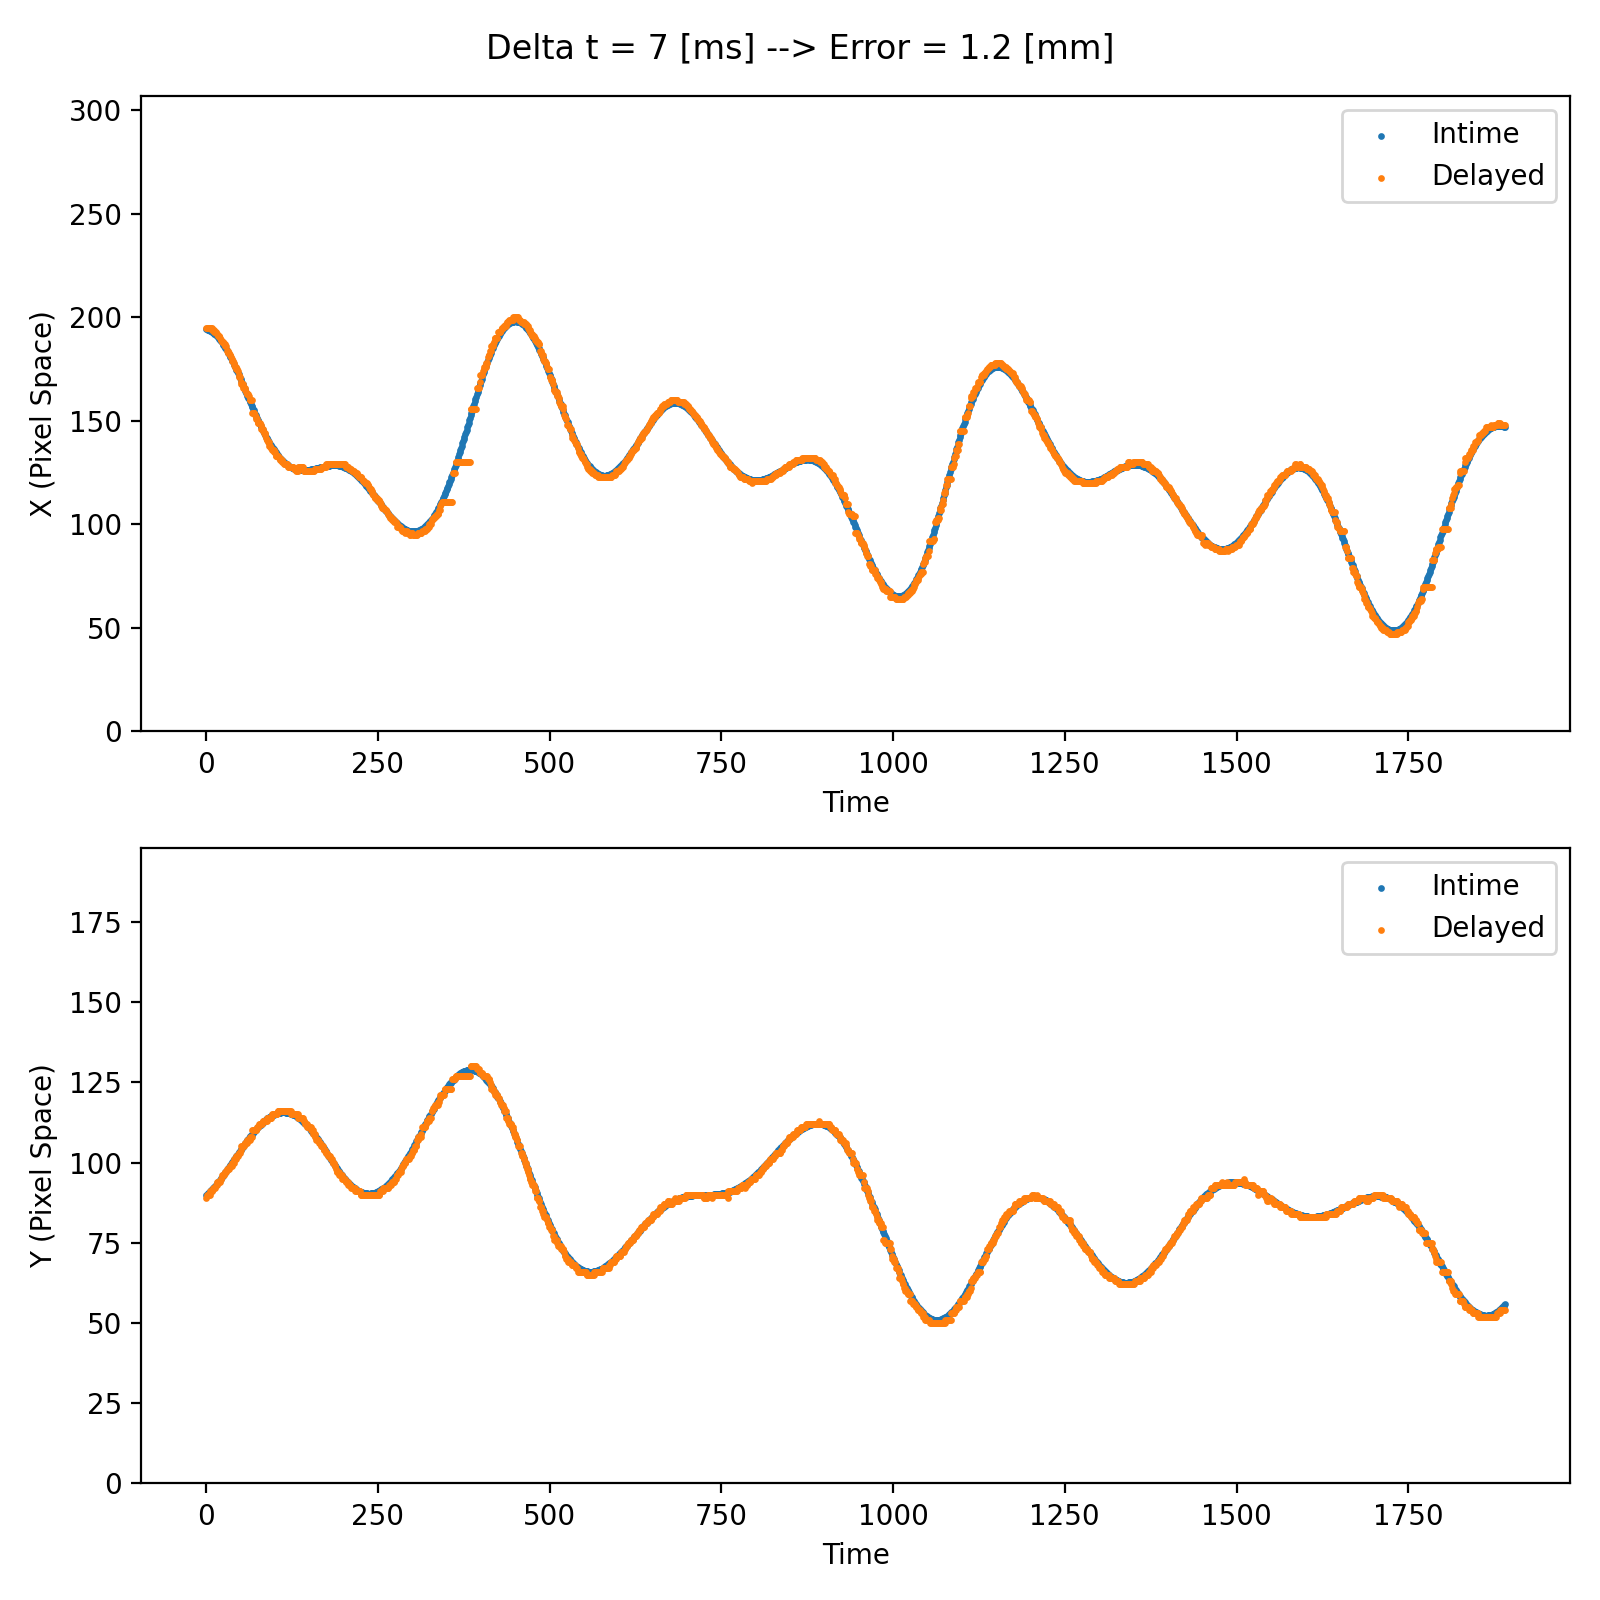 Delta t = 7 [ms] --> Error = 1.2 [mm]
300
250
200
150
100
50
0
X (Pixel Space)
Intime
Delayed
0 250 500 750 1000 1250 1500 1750
Time
175
150
125
100
75
50
25
0
Y (Pixel Space)
Intime
Delayed
0 250 500 750 1000 1250 1500 1750
Time